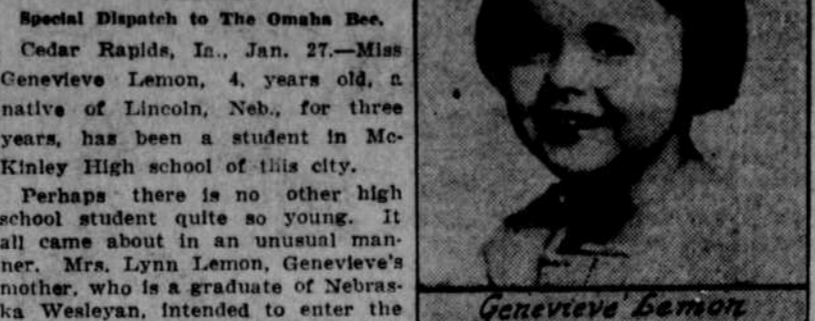 Special Dispatch to The Omaha Bee.
Cedar Rapids, Ia., Jan. 27.—Miss
Genevieve Lemon, 4, years old, a
native of Lincoln, Neb., for three
years, has been a student in Mc-
Kinley High school of this city.
Perhaps there is no other high
school student quite so young. It
all came about in an unusual man-
ner. Mrs. Lynn Lemon, Genevieve's
mother, who is a graduate of Nebras-
ka Wesleyan, intended to enter the
Genevieve Lemon